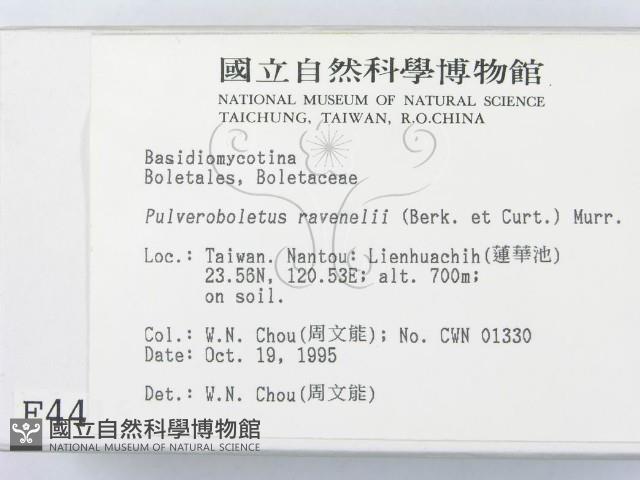 國立自然科學博物館
NATIONAL MUSEUM OF NATURAL SCIENCE
TAICHUNG, TAIWAN, R.O.CHINA
Basidiomycotina
Boletales, Boletaceae
Pulveroboletus ravenelii (Berk. et Curt.) Murr.
Loc.: Taiwan. Nantou: Lienhuachih(蓮華池)
23.56N, 120.53E; alt. 700m;
on soil.
Col.: W.N. Chou(周文能); No. CWN 01330
Date: Oct. 19, 1995
Det.: W.N. Chou(周文能)
F44
國立自然科學博物館
NATIONAL MUSEUM OF NATURAL SCIENCE